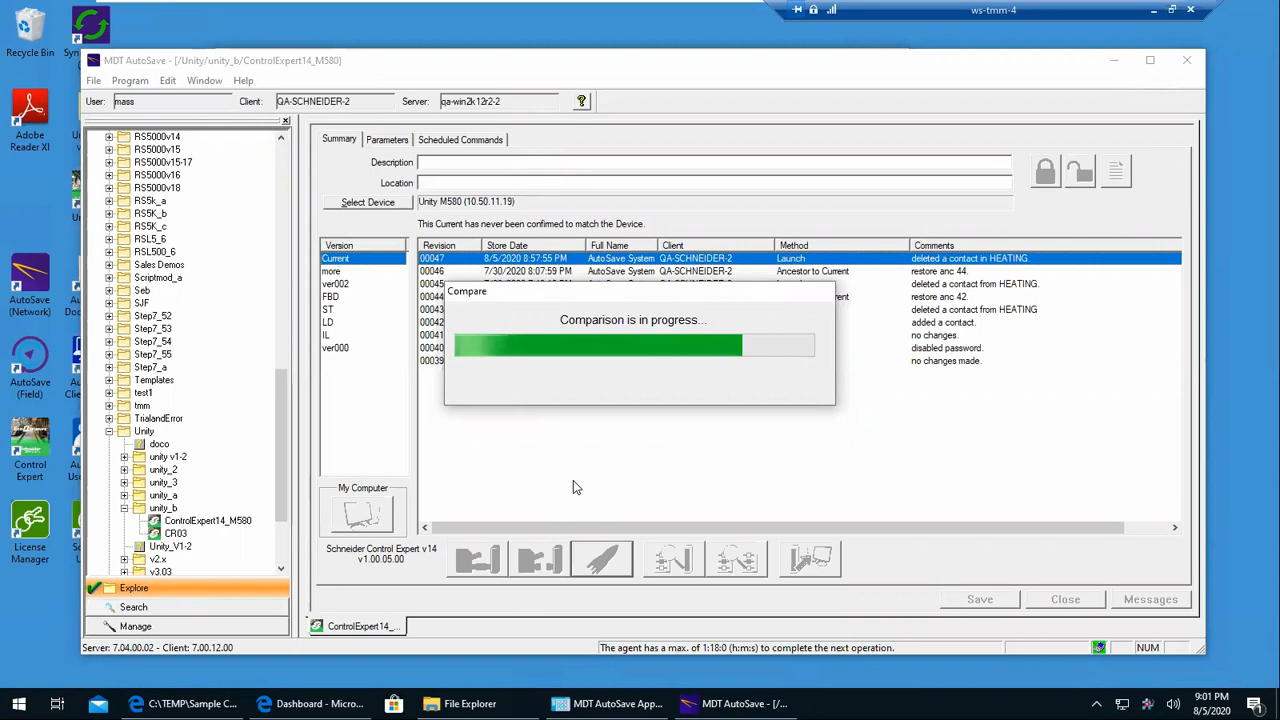 ws-tmm-4
Recycle Bin
Syn
MDT AutoSave - [/Unity/unity_b/ControlExpert14_M580]
File Program Edit Window Help
User: mass Client: QA-SCHNEIDER-2 Server: qa-win2k12r2-2 ?
RS5000v14
RS5000v15
RS5000v15-17
RS5000v16
RS5000v18
RS5k_a
RS5K_b
RS5K_c
RSL5_6
RSL500_6
Sales Demos
Scriptmod_a
Seb
SJF
Step7_52
Step7_53
Step7_54
Step7_55
Step7_a
Templates
test1
tmm
TrialandError
Unity
doco
unity v1-2
unity_2
unity_3
unity_a
unity_b
ControlExpert14_M580
CR03
Unity_V1-2
v2.x
v3.03
Explore
Search
Manage
Adobe
Reader XI
AutoSave
(Network)
AutoSave
(Field)
Control
Expert
License
Manager
Summary Parameters Scheduled Commands
Description
Location
Select Device Unity M580 (10.50.11.19)
This Current has never been confirmed to match the Device.
Version Revision Store Date Full Name Client Method Comments
Current 00047 8/5/2020 8:57:55 PM AutoSave System QA-SCHNEIDER-2 Launch deleted a contact in HEATING.
more 00046 7/30/2020 8:07:59 PM AutoSave System QA-SCHNEIDER-2 Ancestor to Current restore anc 44.
ver002 deleted a contact from HEATING.
FBD restore anc 42.
ST deleted a contact from HEATING
LD added a contact.
IL no changes.
ver000 disabled password.
no changes made.
Compare
Comparison is in progress...
My Computer
Schneider Control Expert v14
v1.00.05.00
Save Close Messages
ControlExpert14_...
Server: 7.04.00.02 - Client: 7.00.12.00 The agent has a max. of 1:18:0 (h:m:s) to complete the next operation. NUM
C:\TEMP\Sample C... Dashboard - Micro... File Explorer MDT AutoSave App... MDT AutoSave - [/... 9:01 PM
8/5/2020